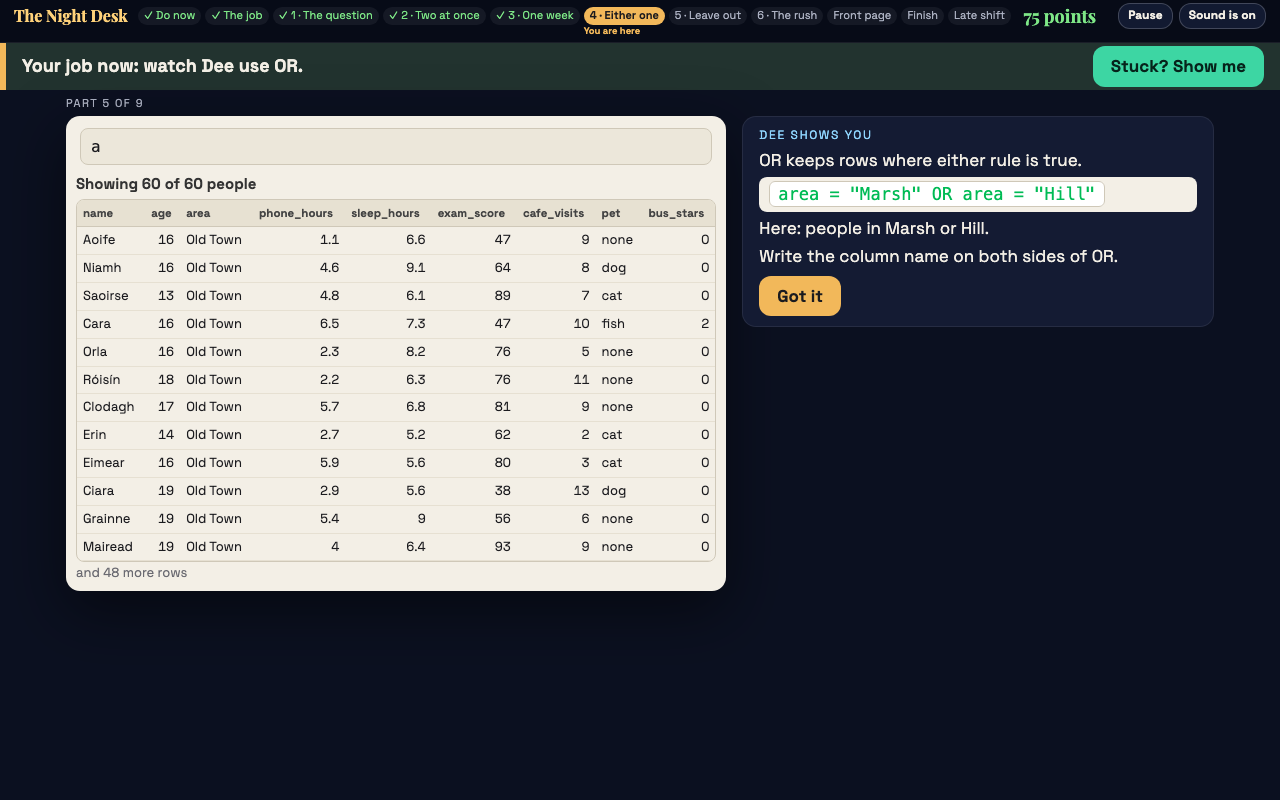 The Night Desk ✓ Do now ✓ The job ✓ 1 · The question ✓ 2 · Two at once ✓ 3 · One week 4 · Either one 5 · Leave out 6 · The rush Front page Finish Late shift 75 points Pause Sound is on
You are here
Your job now: watch Dee use OR. Stuck? Show me
PART 5 OF 9
a
Showing 60 of 60 people
name age area phone_hours sleep_hours exam_score cafe_visits pet bus_stars
Aoife 16 Old Town 1.1 6.6 47 9 none 0
Niamh 16 Old Town 4.6 9.1 64 8 dog 0
Saoirse 13 Old Town 4.8 6.1 89 7 cat 0
Cara 16 Old Town 6.5 7.3 47 10 fish 2
Orla 16 Old Town 2.3 8.2 76 5 none 0
Róisín 18 Old Town 2.2 6.3 76 11 none 0
Clodagh 17 Old Town 5.7 6.8 81 9 none 0
Erin 14 Old Town 2.7 5.2 62 2 cat 0
Eimear 16 Old Town 5.9 5.6 80 3 cat 0
Ciara 19 Old Town 2.9 5.6 38 13 dog 0
Grainne 19 Old Town 5.4 9 56 6 none 0
Mairead 19 Old Town 4 6.4 93 9 none 0
and 48 more rows
DEE SHOWS YOU
OR keeps rows where either rule is true.
area = "Marsh" OR area = "Hill"
Here: people in Marsh or Hill.
Write the column name on both sides of OR.
Got it